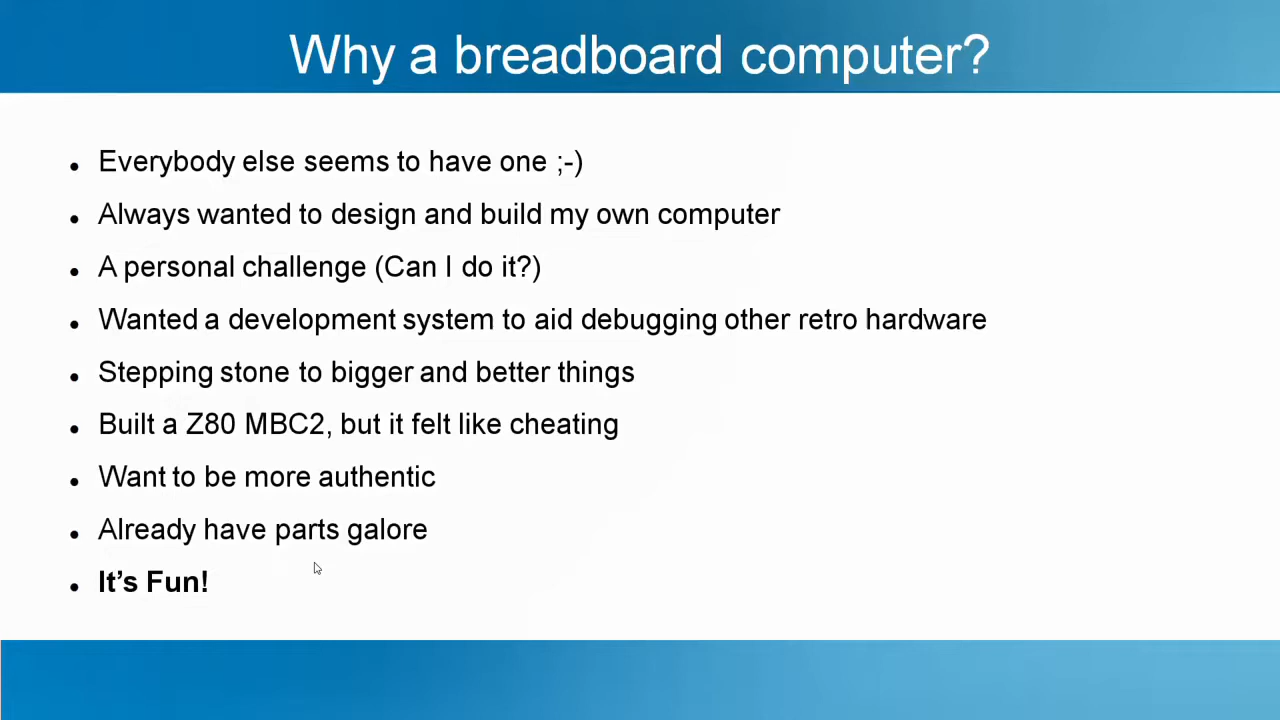 Why a breadboard computer?
Everybody else seems to have one ;-)
Always wanted to design and build my own computer
A personal challenge (Can I do it?)
Wanted a development system to aid debugging other retro hardware
Stepping stone to bigger and better things
Built a Z80 MBC2, but it felt like cheating
Want to be more authentic
Already have parts galore
It’s Fun!